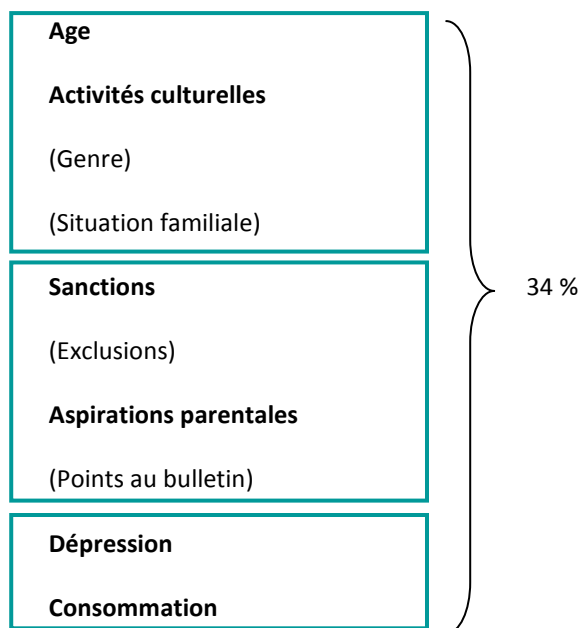 Age
Activités culturelles
(Genre)
(Situation familiale)
Sanctions
(Exclusions)
Aspirations parentales
(Points au bulletin)
Dépression
Consommation
34 %